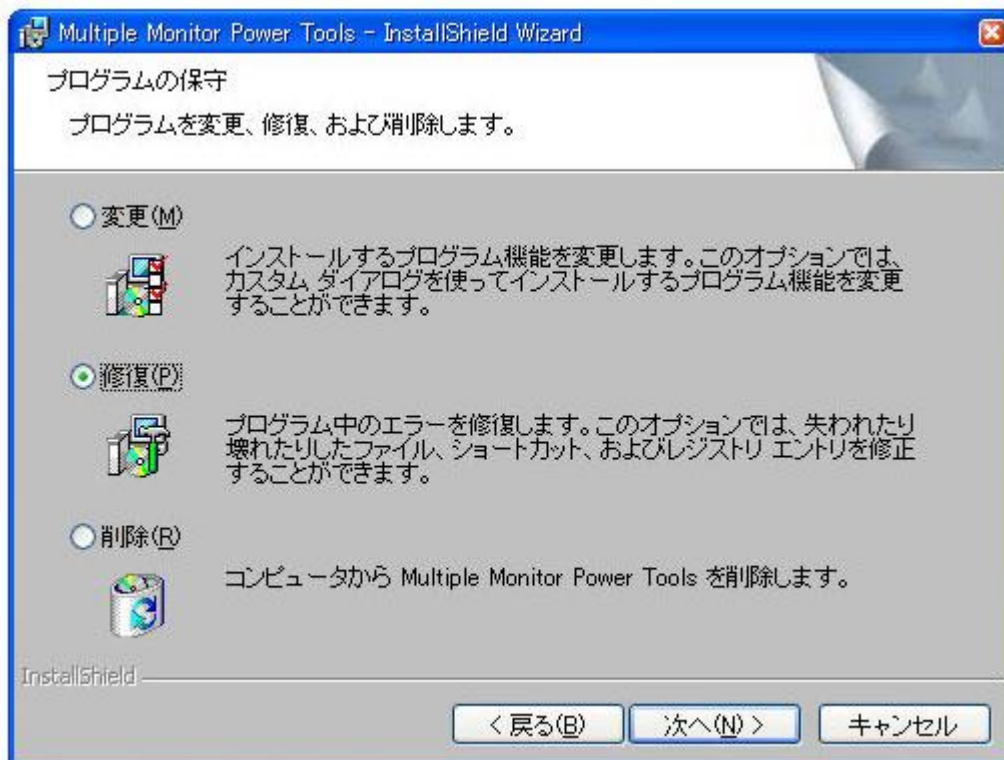 Multiple Monitor Power Tools - InstallShield Wizard
プログラムの保守
プログラムを変更、修復、および削除します。
変更(M)
インストールするプログラム機能を変更します。このオプションでは、
カスタム ダイアログを使ってインストールするプログラム機能を変更
することができます。
修復(P)
プログラム中のエラーを修復します。このオプションでは、失われたり
壊れたりしたファイル、ショートカット、およびレジストリ エントリを修正
することができます。
削除(R)
コンピュータから Multiple Monitor Power Tools を削除します。
InstallShield
< 戻る(B) 次へ(N) > キャンセル